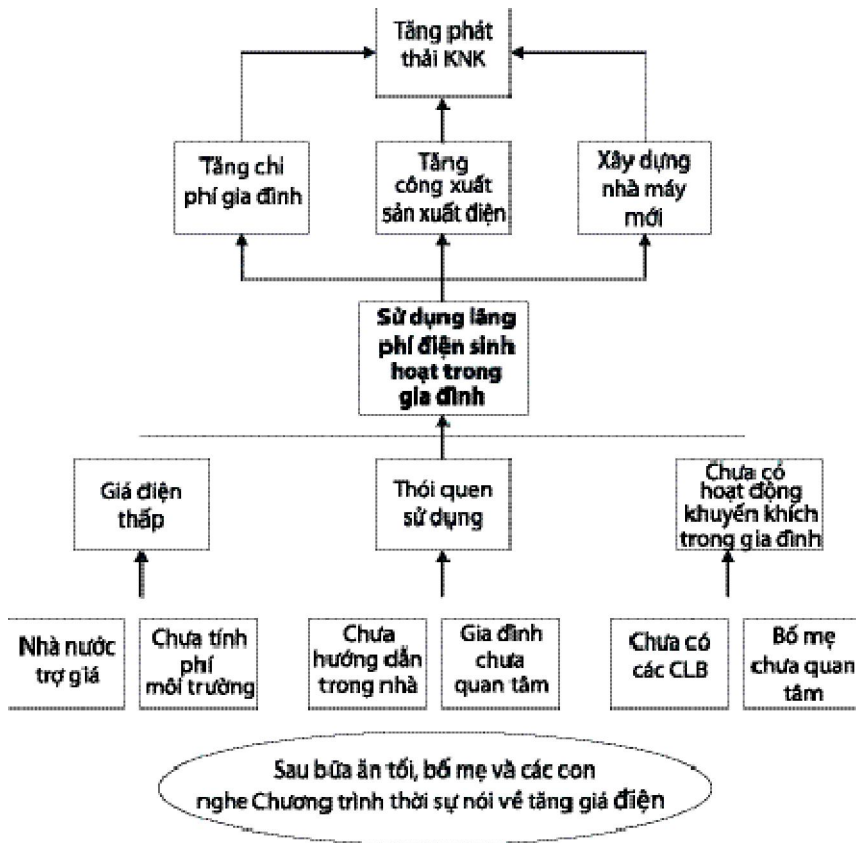 Tăng phát
thải KNK
Tăng chi
phí gia đình
Tăng
công xuất
sản xuất điện
Xây dựng
nhà máy
mới
Sử dụng lãng
phí điện sinh
hoạt trong
gia đình
Giá điện
thấp
Thói quen
sử dụng
Chưa có
hoạt động
khuyến khích
trong gia đình
Nhà nước
trợ giá
Chưa tính
phí
môi trường
Chưa
hướng dẫn
trong nhà
Gia đình
chưa
quan tâm
Chưa có
các CLB
Bố mẹ
chưa quan
tâm
Sau bữa ăn tối, bố mẹ và các con
nghe Chương trình thời sự nói về tăng giá điện